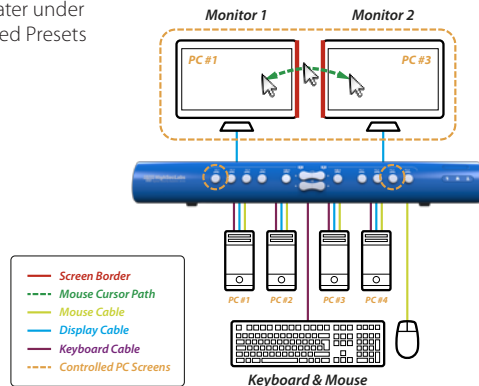 ater under
ed Presets
Monitor 1
Monitor 2
PC #1
PC #3
PC #1
PC #2
PC #3
PC #4
Screen Border
Mouse Cursor Path
Mouse Cable
Display Cable
Keyboard Cable
Controlled PC Screens
Keyboard & Mouse